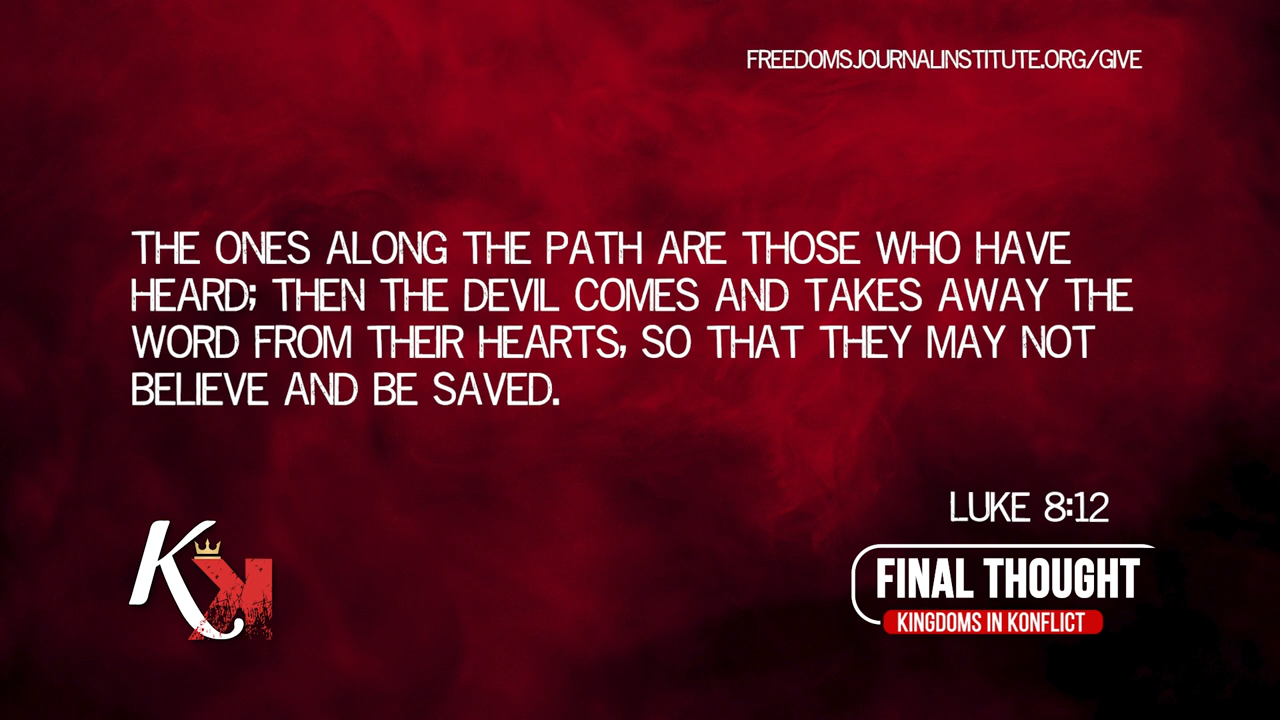 FREEDOMSJOURNALINSTITUTE.ORG/GIVE
THE ONES ALONG THE PATH ARE THOSE WHO HAVE
HEARD; THEN THE DEVIL COMES AND TAKES AWAY THE
WORD FROM THEIR HEARTS, SO THAT THEY MAY NOT
BELIEVE AND BE SAVED.
LUKE 8:12
KK
FINAL THOUGHT
KINGDOMS IN KONFLICT